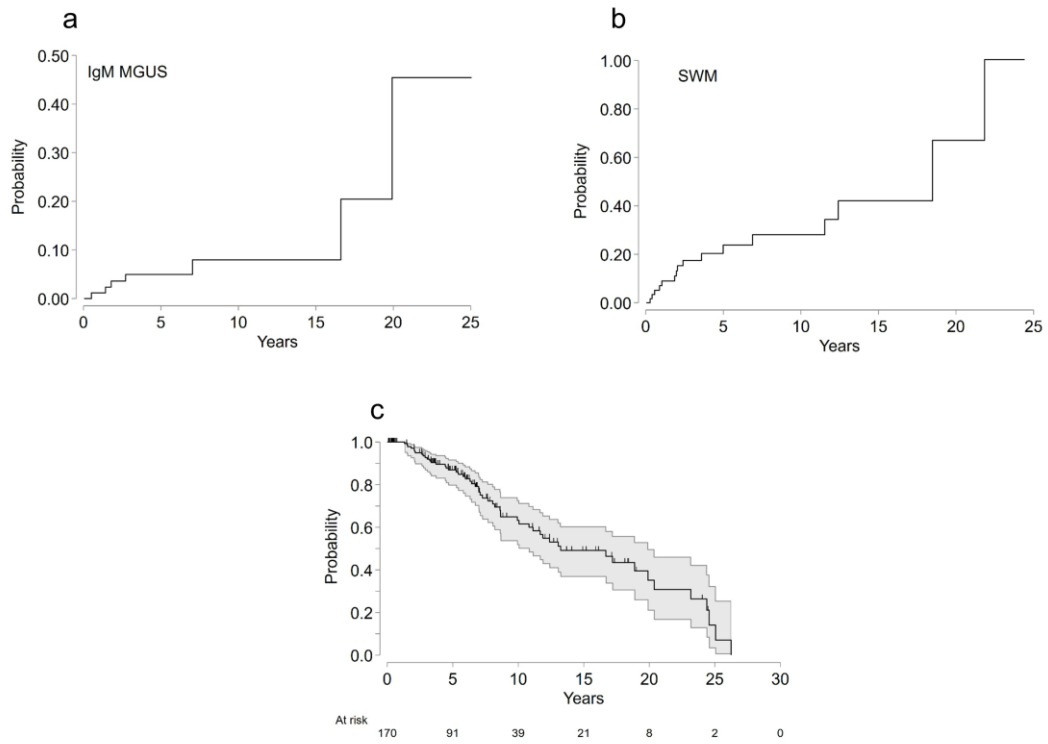 a
IgM MGUS
0.50
0.40
0.30
0.20
0.10
0.00
Probability
0 5 10 15 20 25
Years
b
SWM
1.00
0.80
0.60
0.40
0.20
0.00
Probability
0 5 10 15 20 25
Years
c
1.0
0.8
0.6
0.4
0.2
0.0
Probability
0 5 10 15 20 25 30
Years
At risk
170 91 39 21 8 2 0